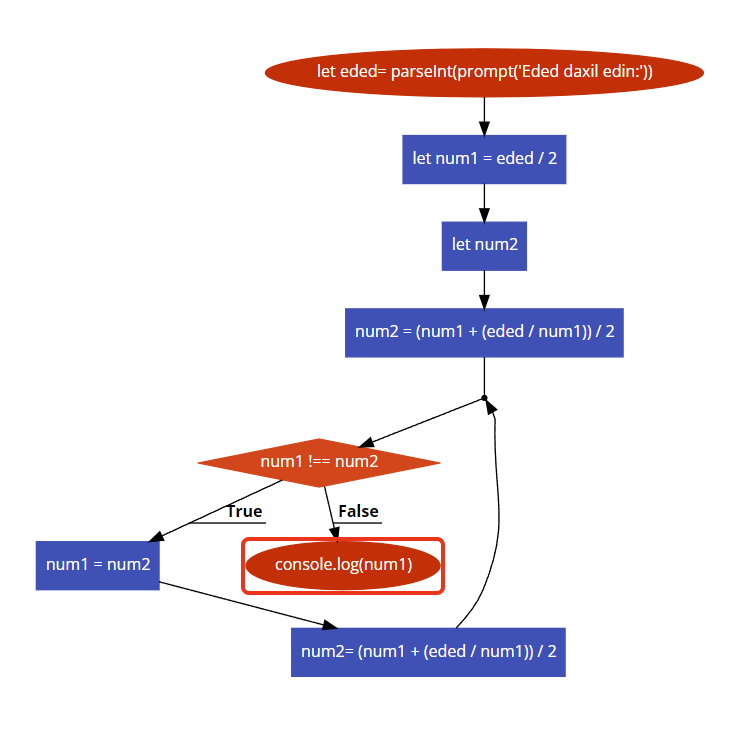 let eded= parseInt(prompt('Eded daxil edin:'))
let num1 = eded / 2
let num2
num2 = (num1 + (eded / num1)) / 2
num1 !== num2
True
False
num1 = num2
console.log(num1)
num2= (num1 + (eded / num1)) / 2